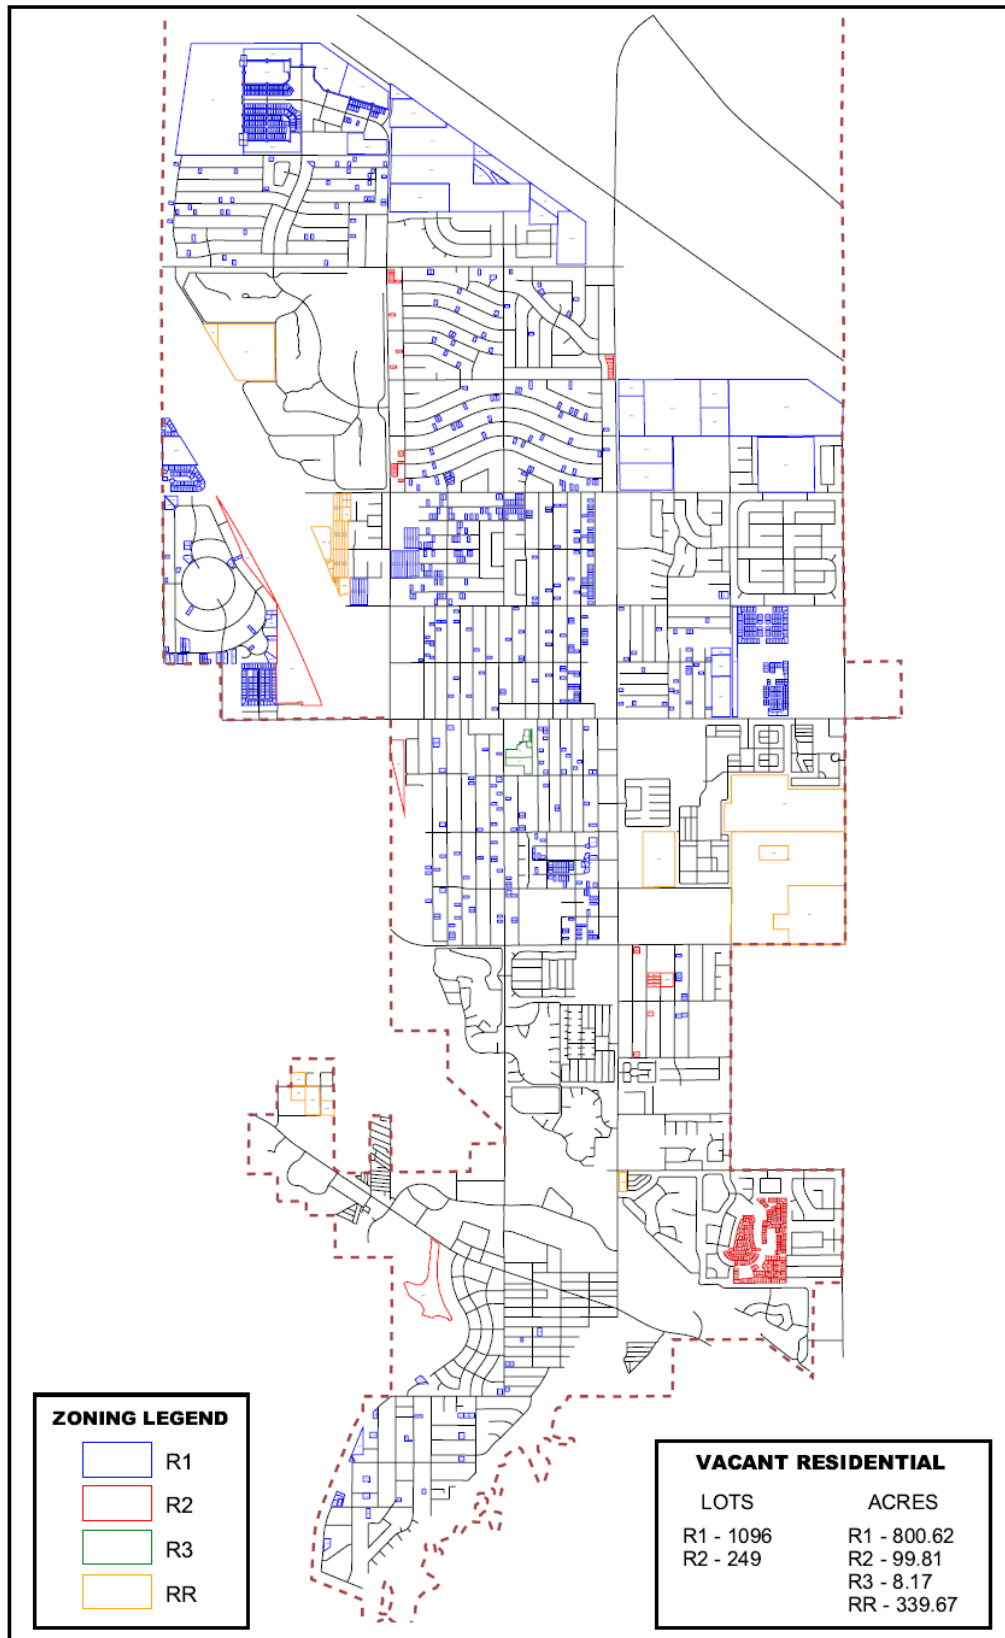 ZONING LEGEND
R1
R2
R3
RR
VACANT RESIDENTIAL
LOTS ACRES
R1 - 1096 R1 - 800.62
R2 - 249 R2 - 99.81
R3 - 8.17
RR - 339.67